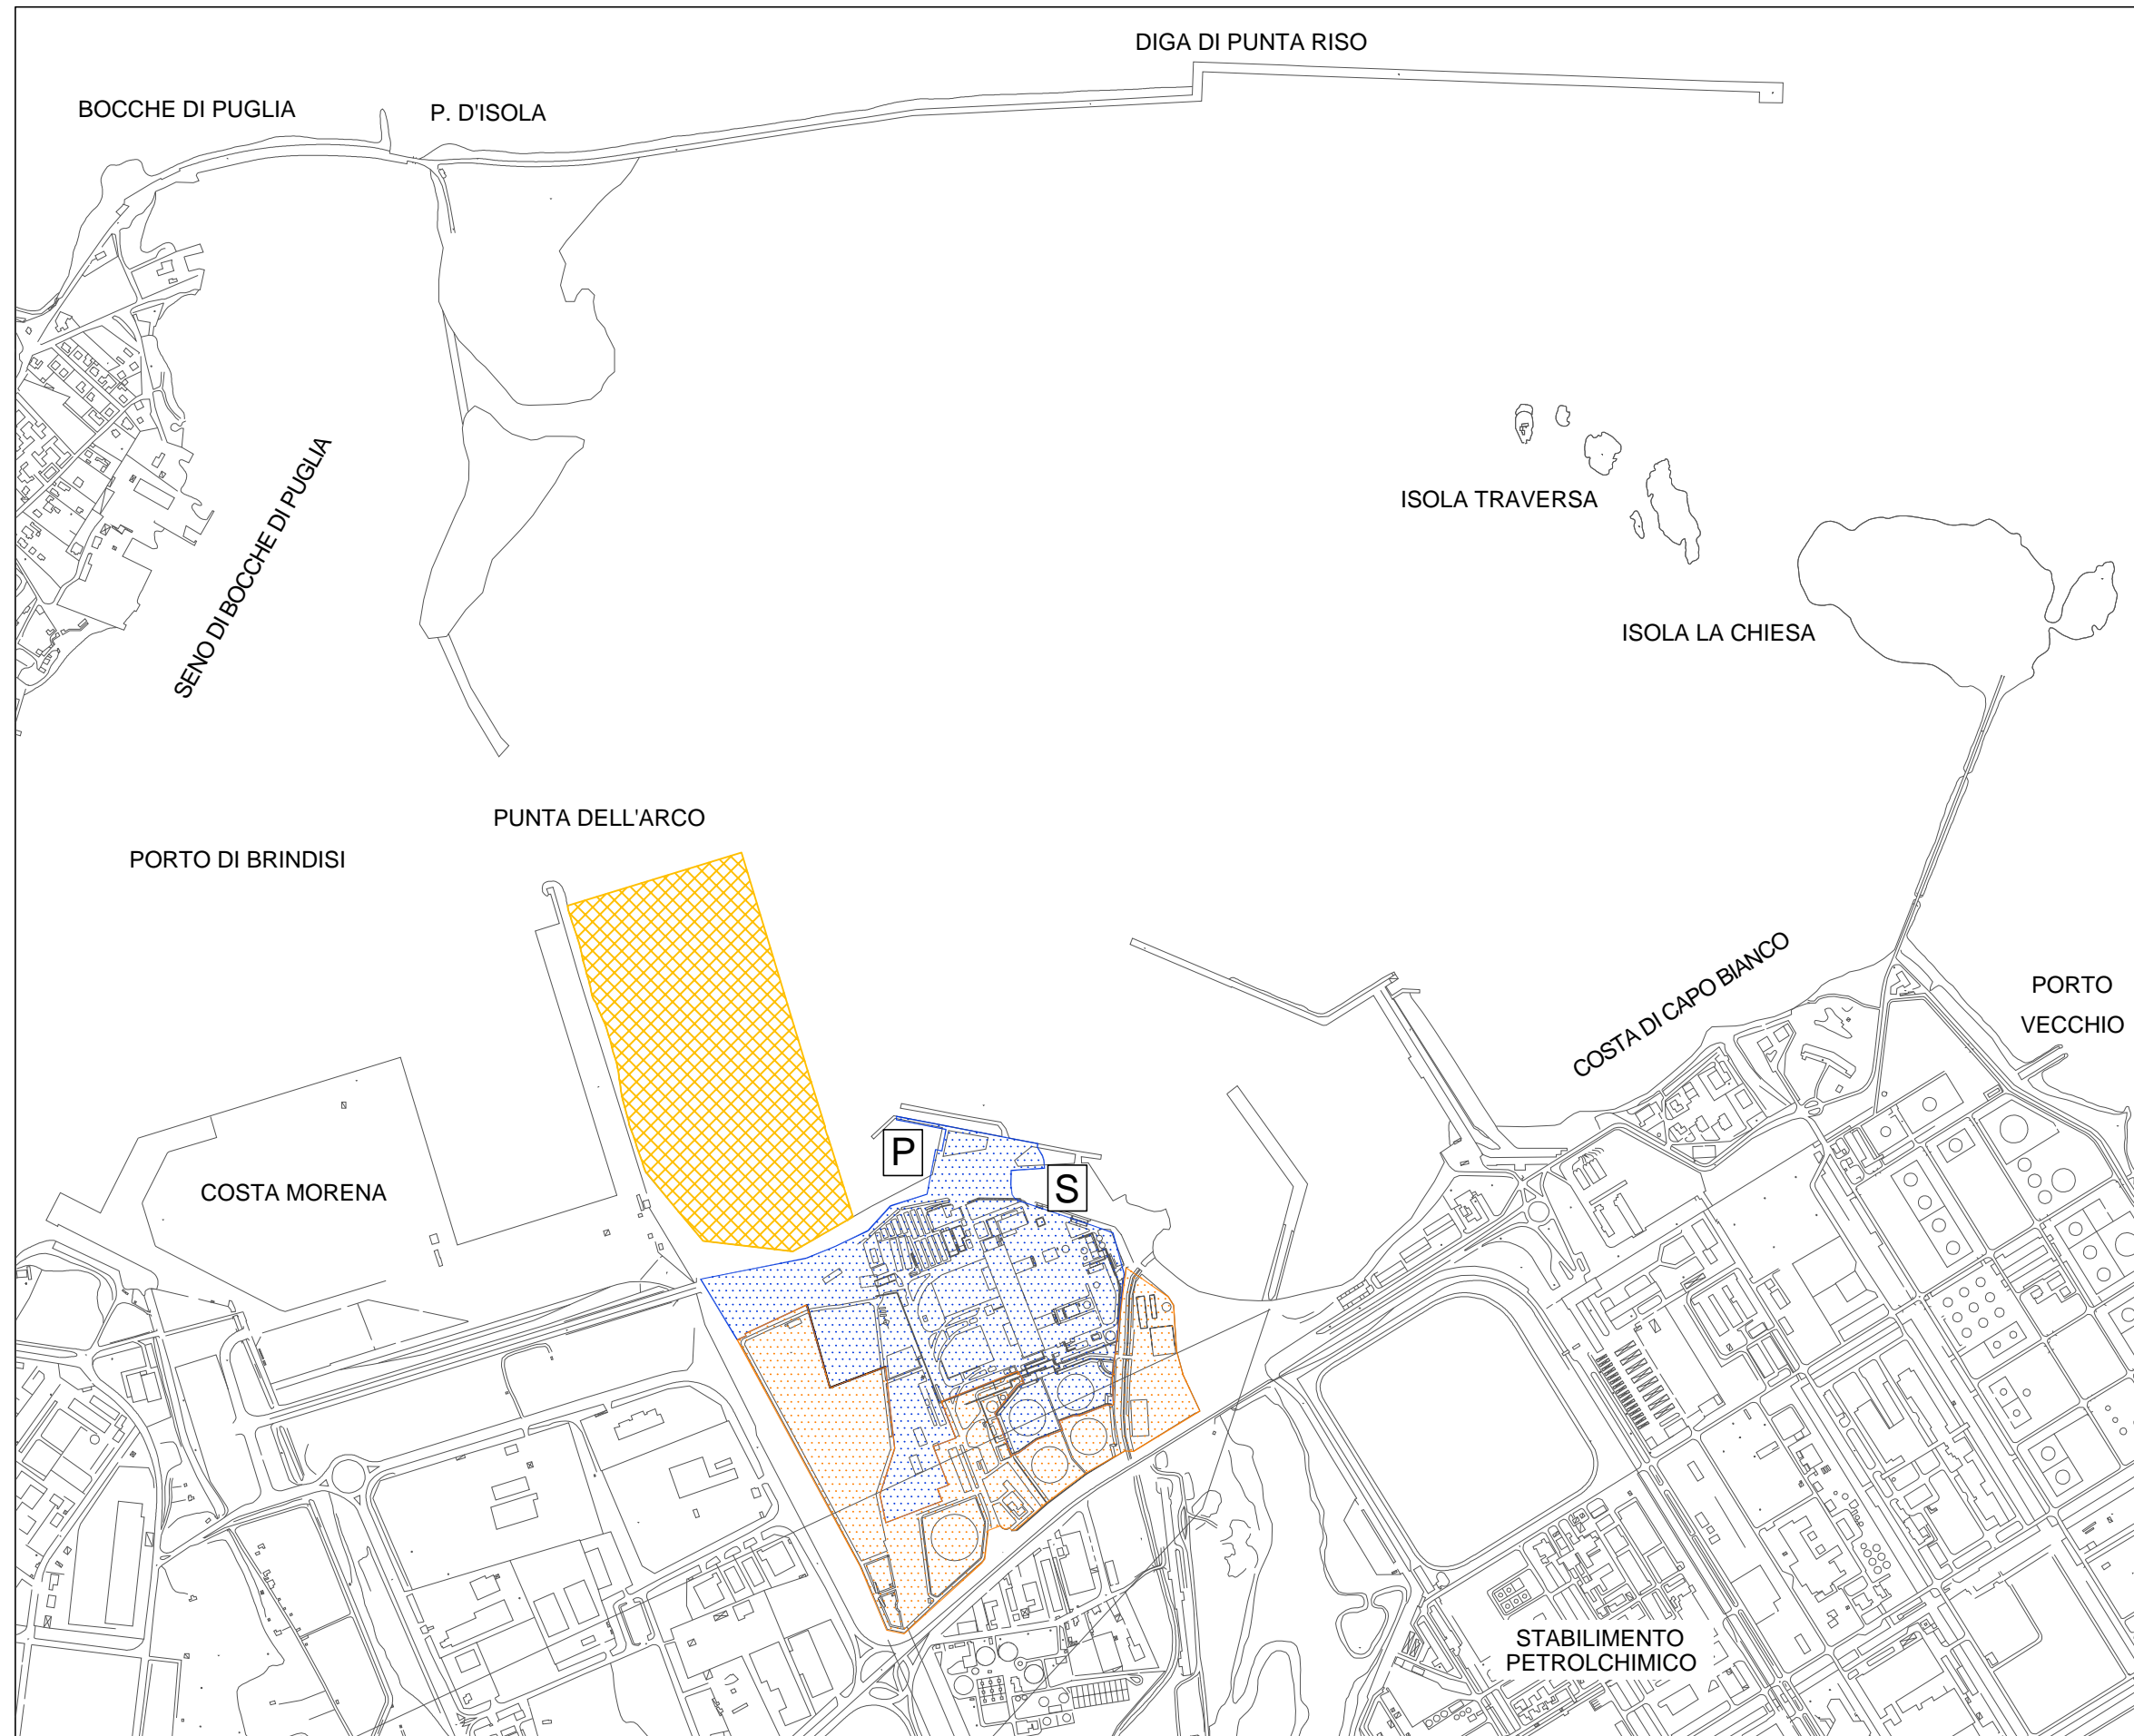 DIGA DI PUNTA RISO
BOCCHE DI PUGLIA
P. D'ISOLA
SENO DI BOCCHE DI PUGLIA
ISOLA TRAVERSA
ISOLA LA CHIESA
PUNTA DELL'ARCO
PORTO DI BRINDISI
COSTA DI CAPO BIANCO
PORTO
VECCHIO
P
S
COSTA MORENA
STABILIMENTO
PETROLCHIMICO